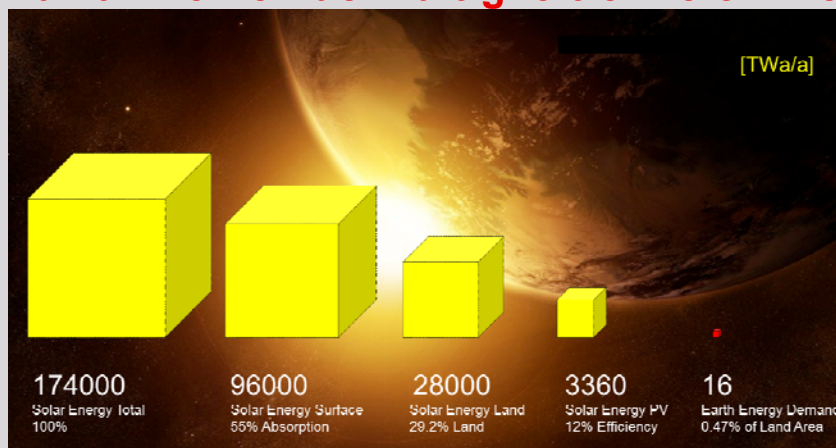 [TWa/a]
174000
Solar Energy Total
100%
96000
Solar Energy Surface
55% Absorption
28000
Solar Energy Land
29.2% Land
3360
Solar Energy PV
12% Efficiency
16
Earth Energy Demand
0.47% of Land Area